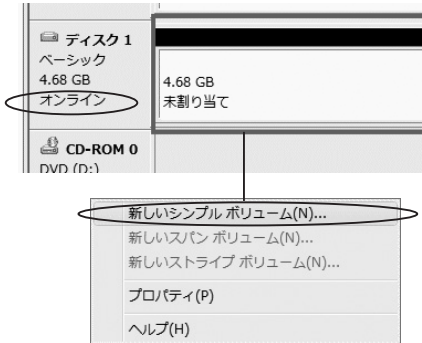 ディスク 1
ベーシック
4.68 GB
オンライン
4.68 GB
未割り当て
CD-ROM 0
DVD (D:)
新しいシンプル ボリューム(N)...
新しいスパン ボリューム(N)...
新しいストライプ ボリューム(N)...
プロパティ(P)
ヘルプ(H)